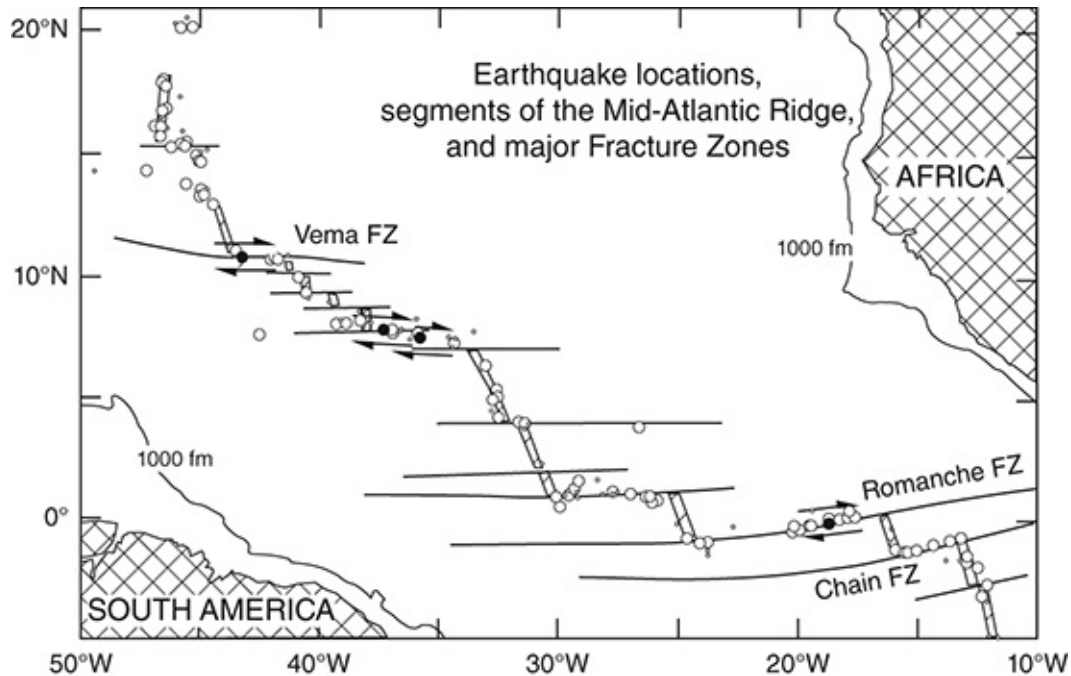 20°N
Earthquake locations,
segments of the Mid-Atlantic Ridge,
and major Fracture Zones
AFRICA
Vema FZ
1000 fm
10°N
1000 fm
Romanche FZ
0°
Chain FZ
SOUTH AMERICA
50°W 40°W 30°W 20°W 10°W